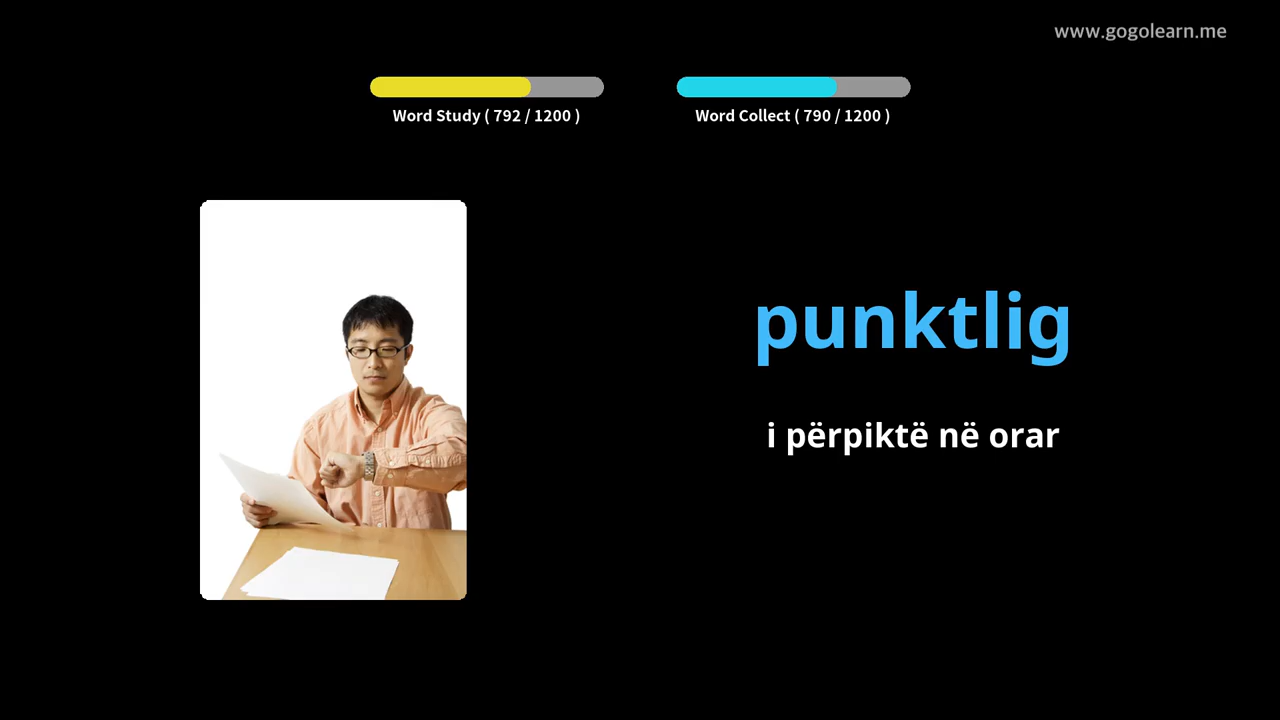 www.gogolearn.me
Word Study ( 792 / 1200 )
Word Collect ( 790 / 1200 )
punktlig
i përpiktë në orar